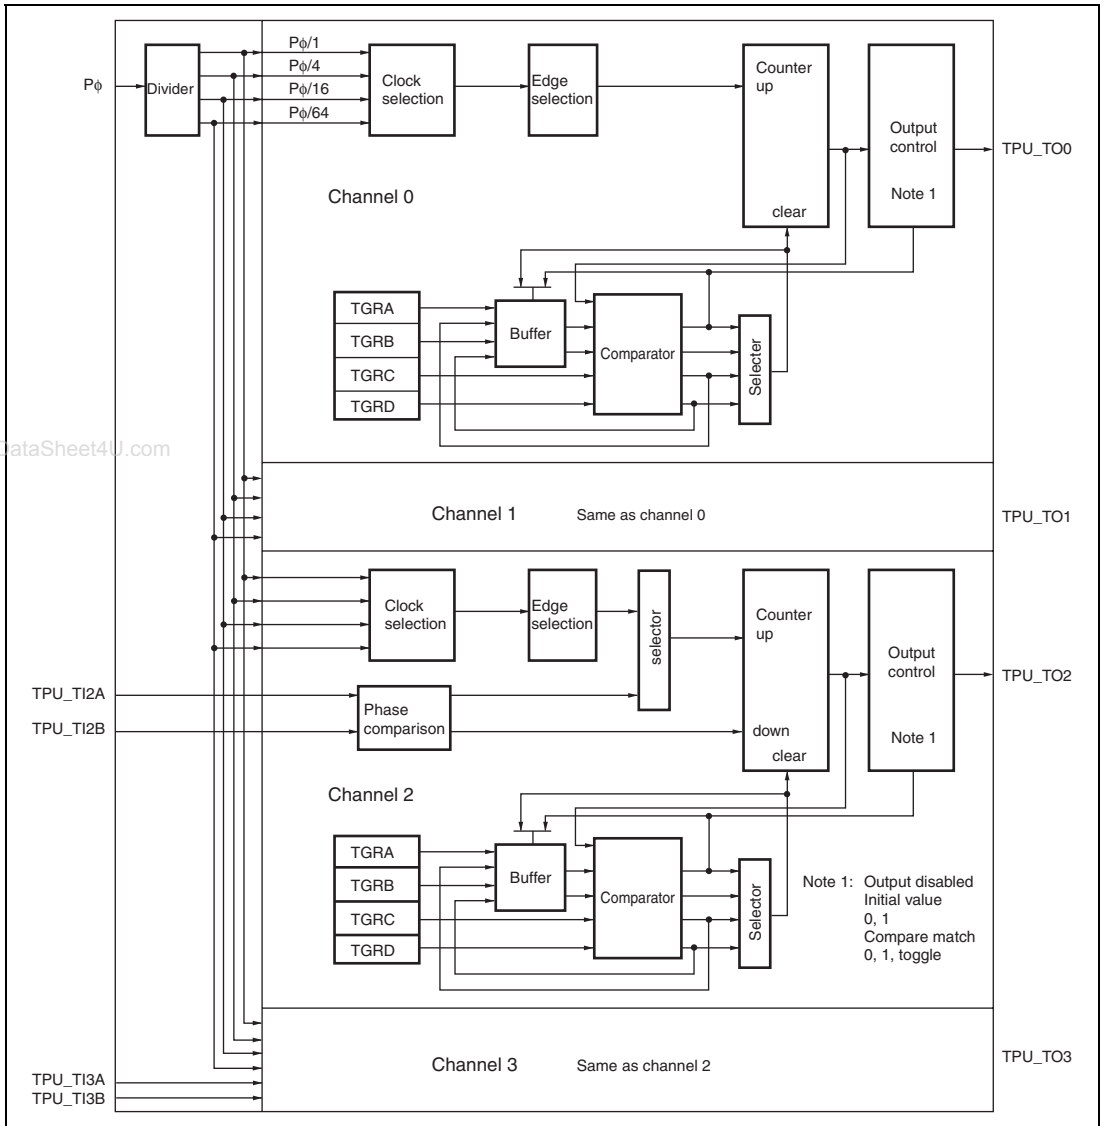 Pϕ
Divider
Pϕ/1
Pϕ/4
Pϕ/16
Pϕ/64
Clock
selection
Edge
selection
Counter
up
clear
Output
control
Note 1
TPU_TO0
Channel 0
TGRA
TGRB
TGRC
TGRD
Buffer
Comparator
Selecter
DataSheet4U.com
Channel 1
Same as channel 0
TPU_TO1
Clock
selection
Edge
selection
selector
Counter
up
down
clear
Output
control
Note 1
TPU_TO2
TPU_TI2A
TPU_TI2B
Phase
comparison
Channel 2
TGRA
TGRB
TGRC
TGRD
Buffer
Comparator
Selector
Note 1: Output disabled
Initial value
0, 1
Compare match
0, 1, toggle
Channel 3
Same as channel 2
TPU_TO3
TPU_TI3A
TPU_TI3B